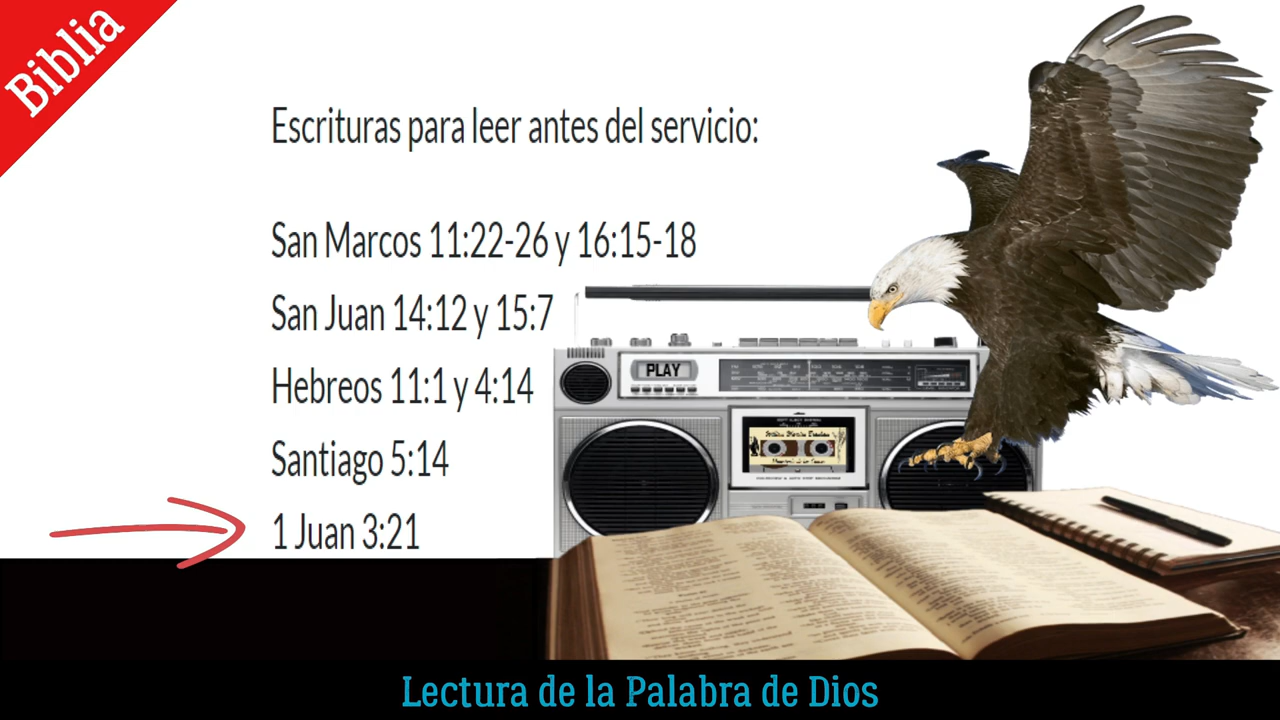 Biblia
Escrituras para leer antes del servicio:
San Marcos 11:22-26 y 16:15-18
San Juan 14:12 y 15:7
Hebreos 11:1 y 4:14
Santiago 5:14
1 Juan 3:21
PLAY
Lectura de la Palabra de Dios